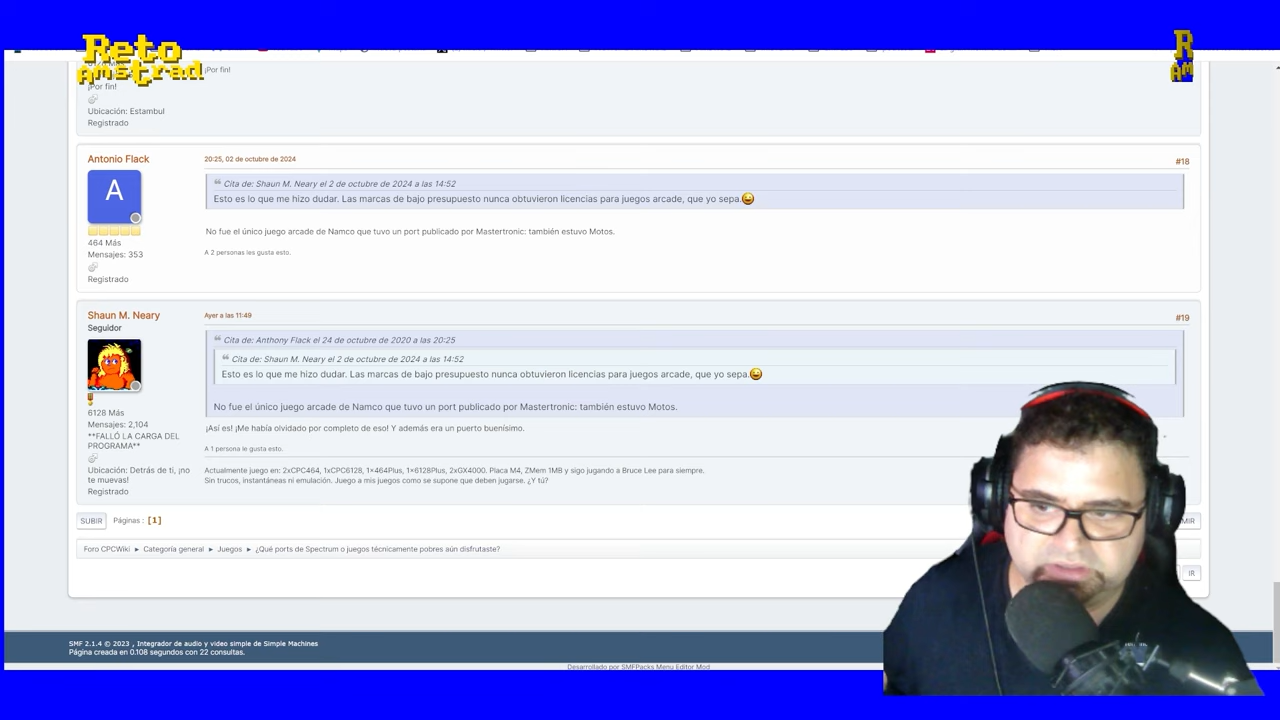 Reto
Amstrad
R
AM
¡Por fin!
¡Por fin!
Ubicación: Estambul
Registrado
Antonio Flack
20:25, 02 de octubre de 2024
#18
A
Cita de: Shaun M. Neary el 2 de octubre de 2024 a las 14:52
Esto es lo que me hizo dudar. Las marcas de bajo presupuesto nunca obtuvieron licencias para juegos arcade, que yo sepa.
No fue el único juego arcade de Namco que tuvo un port publicado por Mastertronic: también estuvo Motos.
464 Más
Mensajes: 353
A 2 personas les gusta esto.
Registrado
Shaun M. Neary
Ayer a las 11:49
#19
Seguidor
Cita de: Anthony Flack el 24 de octubre de 2020 a las 20:25
Cita de: Shaun M. Neary el 2 de octubre de 2024 a las 14:52
Esto es lo que me hizo dudar. Las marcas de bajo presupuesto nunca obtuvieron licencias para juegos arcade, que yo sepa.
No fue el único juego arcade de Namco que tuvo un port publicado por Mastertronic: también estuvo Motos.
6128 Más
Mensajes: 2,104
**FALLÓ LA CARGA DEL
PROGRAMA**
¡Así es! ¡Me había olvidado por completo de eso! Y además era un puerto buenísimo.
A 1 persona le gusta esto.
Ubicación: Detrás de ti, ¡no
te muevas!
Registrado
Actualmente juego en: 2xCPC464, 1xCPC6128, 1x464Plus, 1x6128Plus, 2xGX4000. Placa M4, ZMem 1MB y sigo jugando a Bruce Lee para siempre.
Sin trucos, instantáneas ni emulación. Juego a mis juegos como se supone que deben jugarse. ¿Y tú?
SUBIR
Páginas : [1]
MIR
Foro CPCWiki ► Categoría general ► Juegos ► ¿Qué ports de Spectrum o juegos técnicamente pobres aún disfrutaste?
IR
SMF 2.1.4 © 2023 , Integrador de audio y video simple de Simple Machines
Página creada en 0.108 segundos con 22 consultas.
Desarrollado por SMFPacks Menu Editor Mod